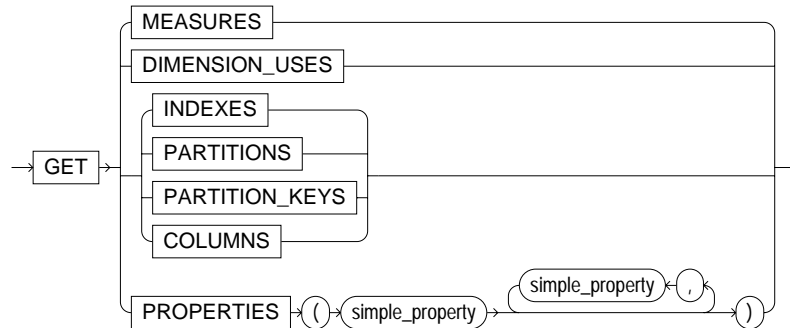 MEASURES
DIMENSION_USES
INDEXES
PARTITIONS
GET
PARTITION_KEYS
COLUMNS
simple_property ,
PROPERTIES ( simple_property )